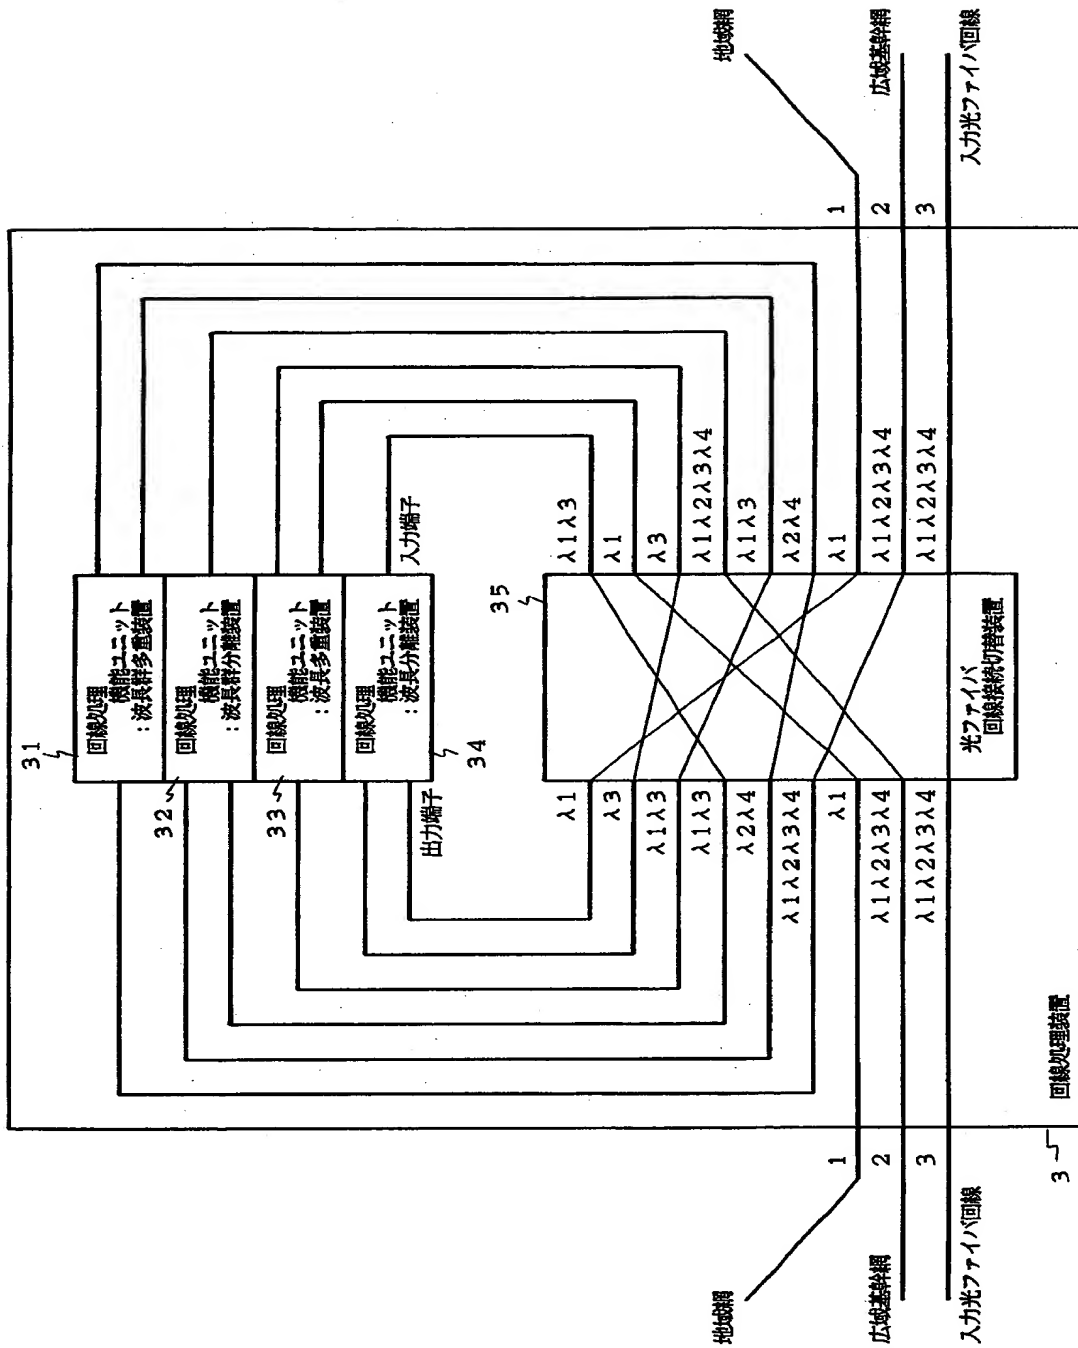 31
回線処理
機能ユニット
：波長群多重装置
32
回線処理
機能ユニット
：波長群分離装置
33
回線処理
機能ユニット
：波長多重装置
34
回線処理
機能ユニット
：波長分離装置
出力端子
入力端子
35
光ファイバ
回線接続切替装置
λ1
λ3
λ1λ3
λ1λ3
λ2λ4
λ1λ2λ3λ4
λ1
λ1λ2λ3λ4
λ1λ2λ3λ4
λ1λ3
λ1
λ3
λ1λ2λ3λ4
λ1λ3
λ2λ4
λ1
λ1λ2λ3λ4
λ1λ2λ3λ4
1
2
3
地域網
広域基幹網
入力光ファイバ回線
1
2
3
地域網
広域基幹網
入力光ファイバ回線
3
回線処理装置